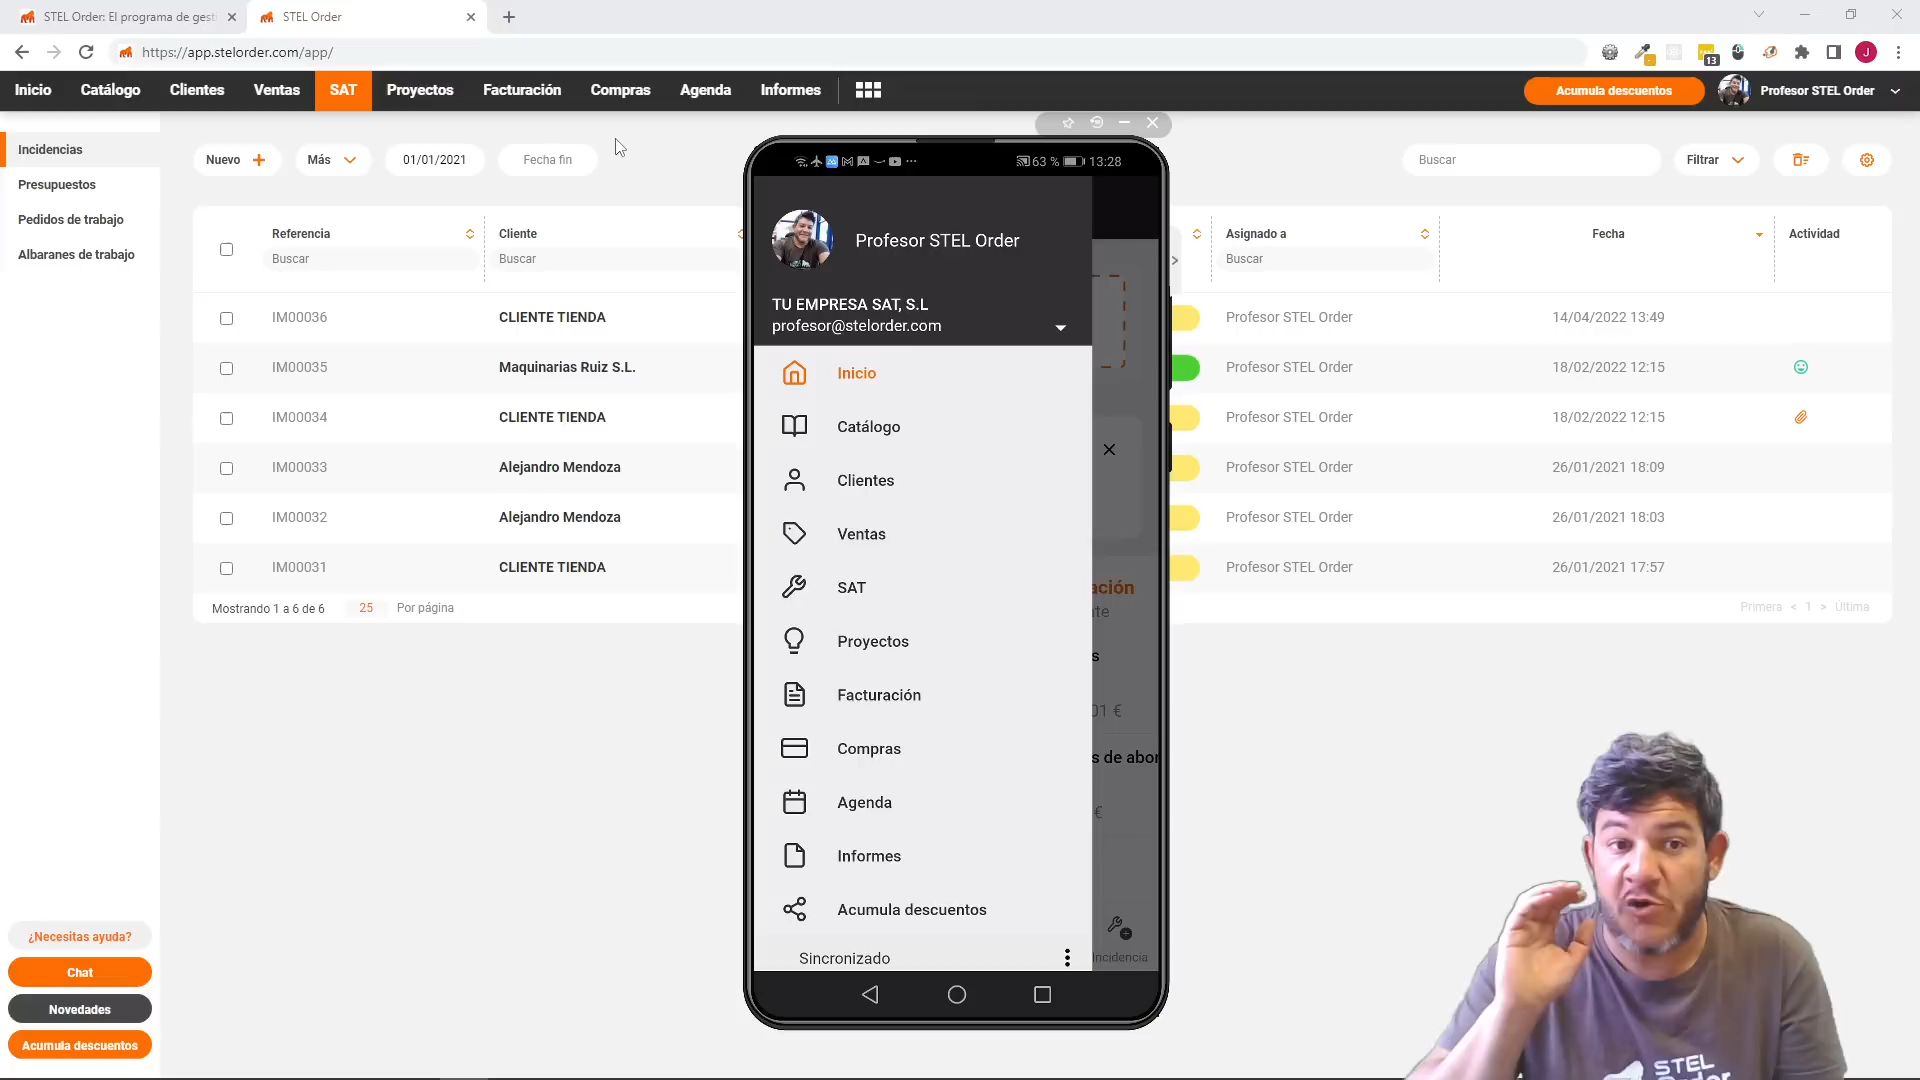 STEL Order: El programa de gest
STEL Order
https://app.stelorder.com/app/
13
J
Inicio
Catálogo
Clientes
Ventas
SAT
Proyectos
Facturación
Compras
Agenda
Informes
Acumula descuentos
Profesor STEL Order
Incidencias
Presupuestos
Pedidos de trabajo
Albaranes de trabajo
Nuevo
Más
01/01/2021
Fecha fin
Buscar
Filtrar
Referencia
Cliente
Asignado a
Fecha
Actividad
Buscar
Buscar
Buscar
IM00036 CLIENTE TIENDA Profesor STEL Order 14/04/2022 13:49
IM00035 Maquinarias Ruiz S.L. Profesor STEL Order 18/02/2022 12:15
IM00034 CLIENTE TIENDA Profesor STEL Order 18/02/2022 12:15
IM00033 Alejandro Mendoza Profesor STEL Order 26/01/2021 18:09
IM00032 Alejandro Mendoza Profesor STEL Order 26/01/2021 18:03
IM00031 CLIENTE TIENDA Profesor STEL Order 26/01/2021 17:57
Mostrando 1 a 6 de 6 25 Por página
Primera < 1 > Última
63 % 13:28
Profesor STEL Order
TU EMPRESA SAT, S.L
profesor@stelorder.com
Inicio
Catálogo
Clientes
Ventas
SAT
Proyectos
Facturación
Compras
Agenda
Informes
Acumula descuentos
Sincronizado
ación
te
s
01 €
s de abor
€
Incidencia
¿Necesitas ayuda?
Chat
Novedades
Acumula descuentos
STEL